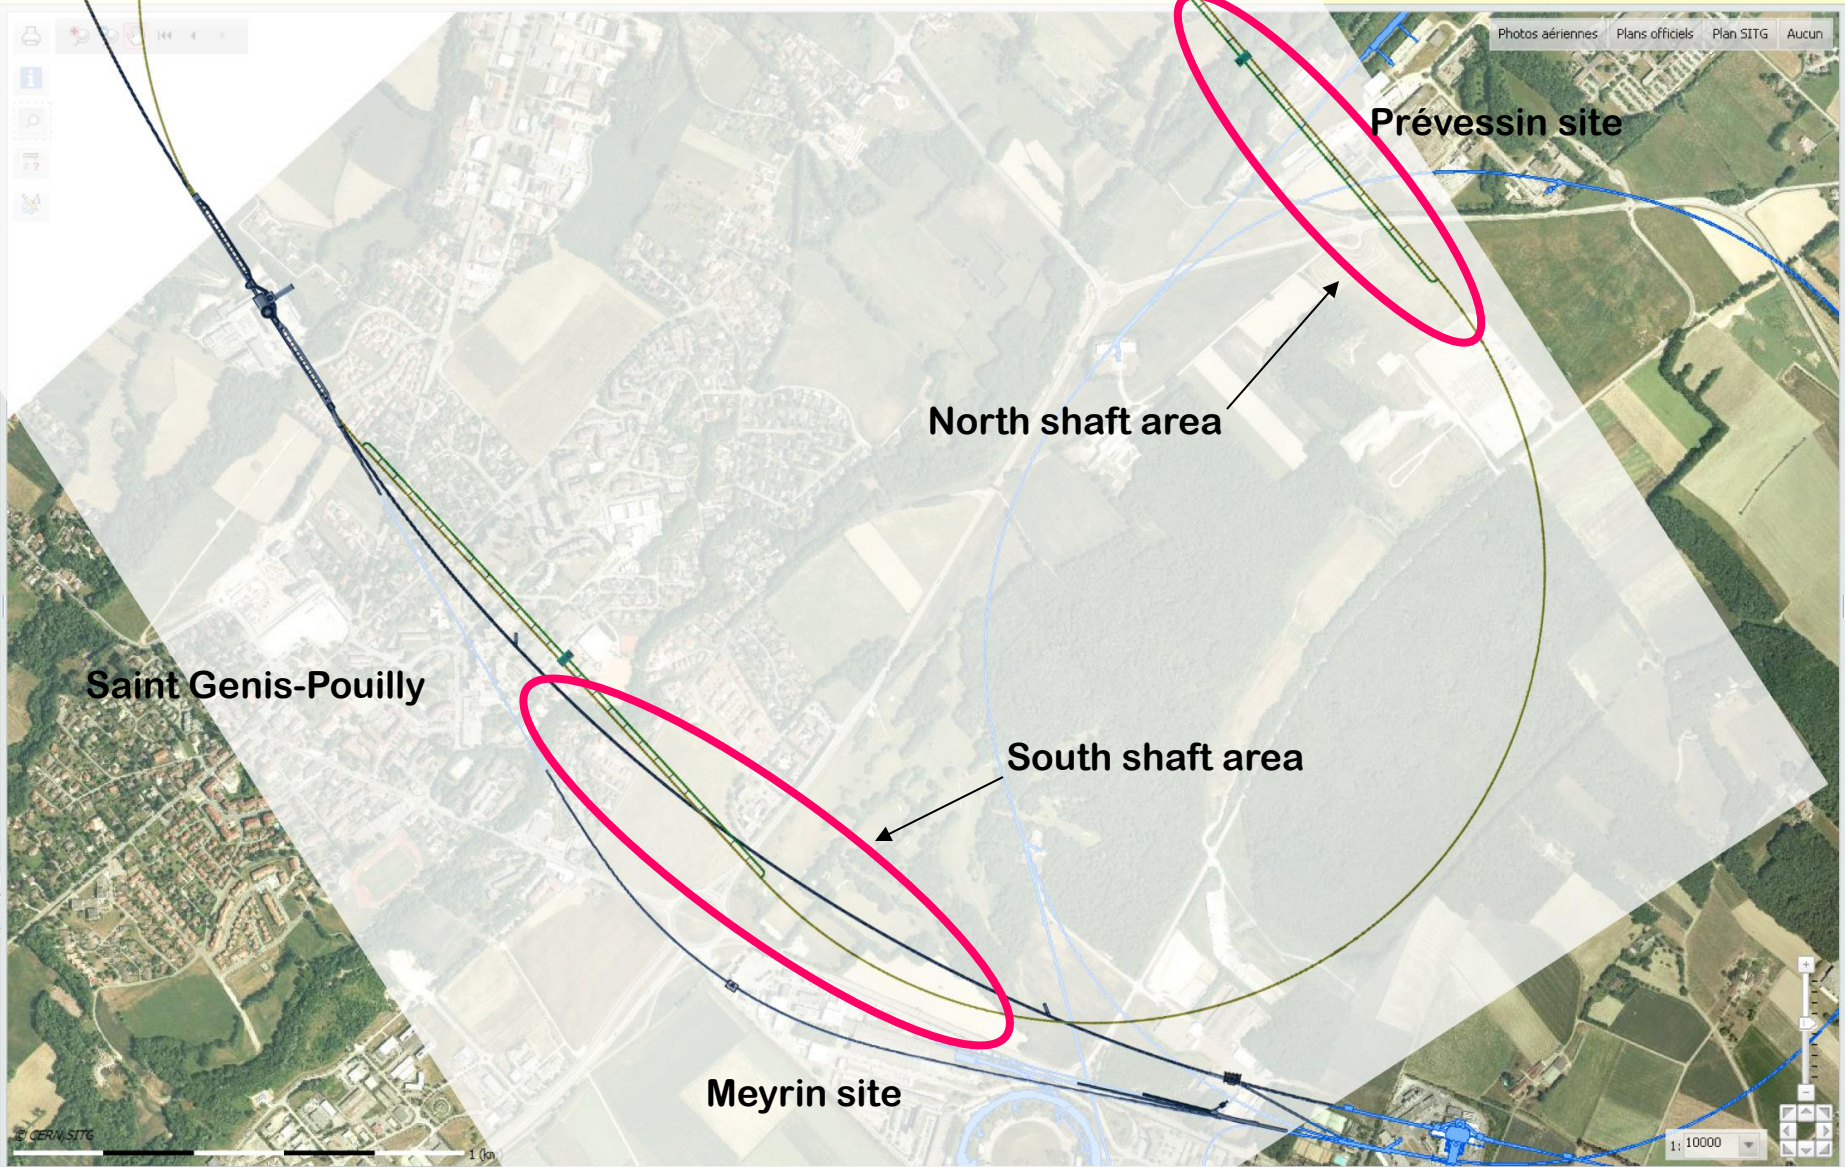 Photos aériennes Plans officiels Plan SITG Aucun
Prévessin site
North shaft area
Saint Genis-Pouilly
South shaft area
Meyrin site
© CERN, SITG
1 (km
1: 10000